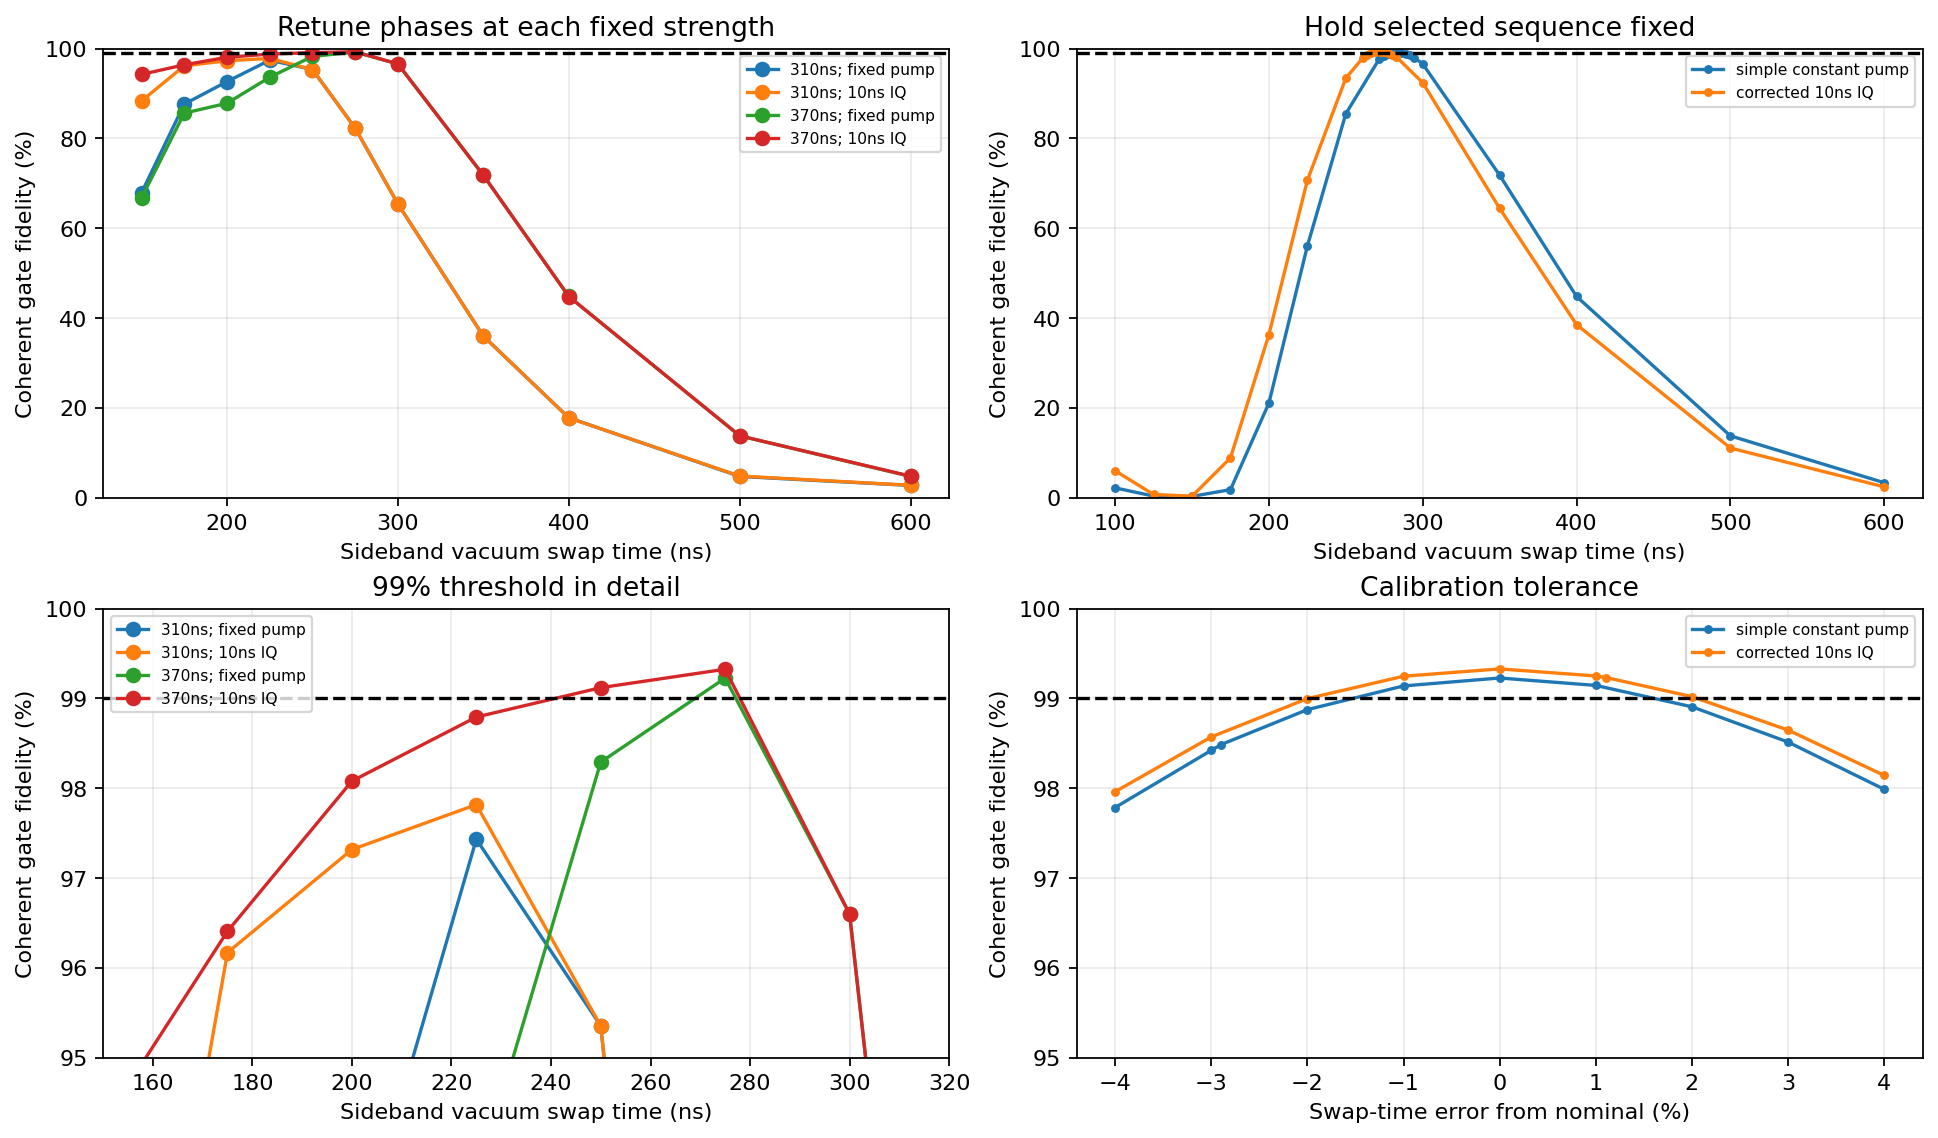 Retune phases at each fixed strength
Coherent gate fidelity (%)
100
80
60
40
20
0
310ns; fixed pump
310ns; 10ns IQ
370ns; fixed pump
370ns; 10ns IQ
200 300 400 500 600
Sideband vacuum swap time (ns)
Hold selected sequence fixed
Coherent gate fidelity (%)
100
80
60
40
20
0
simple constant pump
corrected 10ns IQ
100 200 300 400 500 600
Sideband vacuum swap time (ns)
99% threshold in detail
Coherent gate fidelity (%)
100
99
98
97
96
95
310ns; fixed pump
310ns; 10ns IQ
370ns; fixed pump
370ns; 10ns IQ
160 180 200 220 240 260 280 300 320
Sideband vacuum swap time (ns)
Calibration tolerance
Coherent gate fidelity (%)
100
99
98
97
96
95
simple constant pump
corrected 10ns IQ
−4 −3 −2 −1 0 1 2 3 4
Swap-time error from nominal (%)